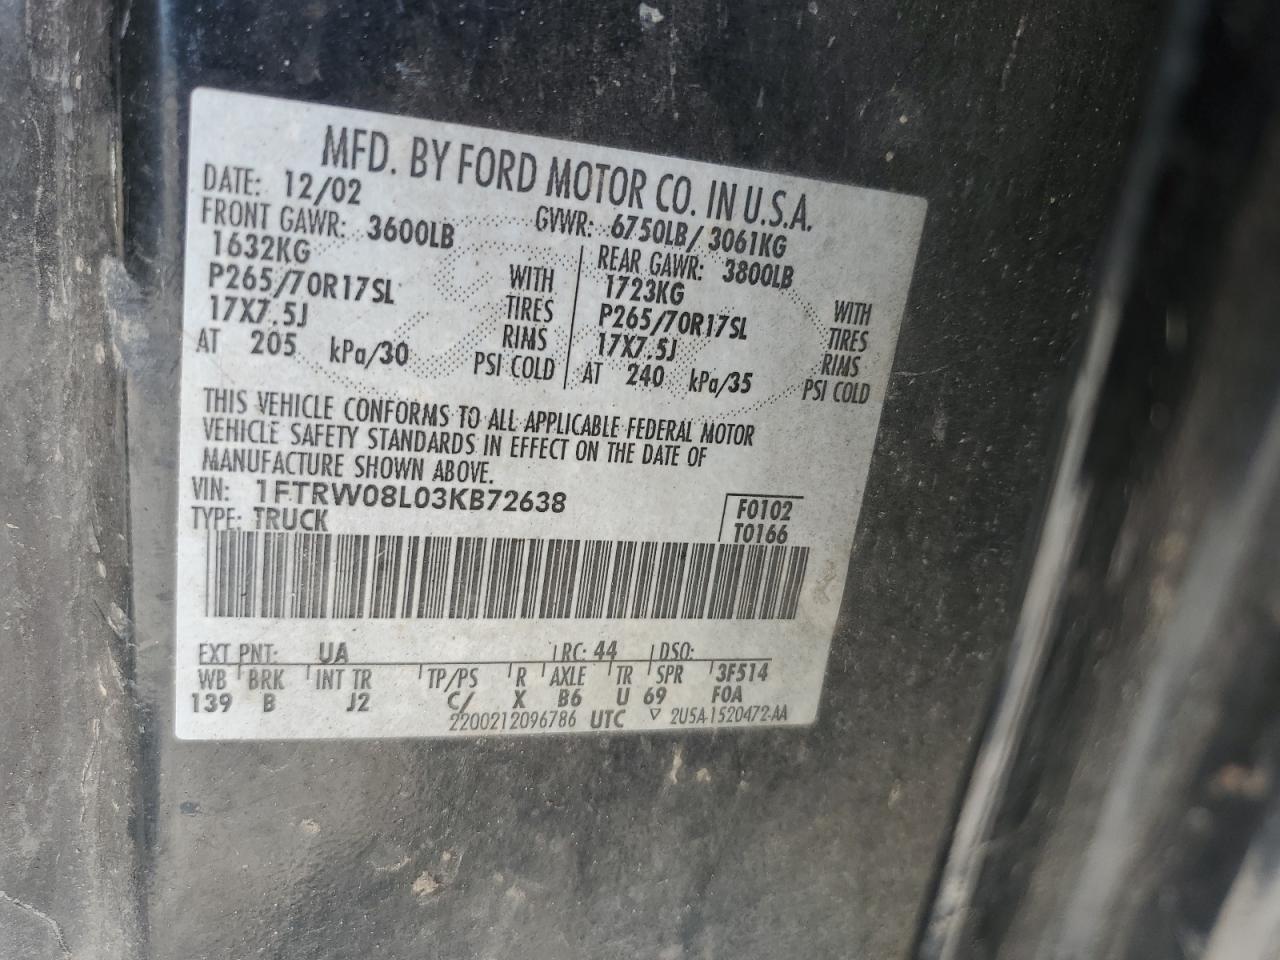 MFD. BY FORD MOTOR CO. IN U.S.A.
DATE: 12/02 GVWR: 6750LB/ 3061KG
FRONT GAWR: 3600LB REAR GAWR: 3800LB
1632KG WITH 1723KG WITH
P265/70R17SL TIRES P265/70R17SL TIRES
17X7.5J RIMS 17X7.5J RIMS
AT 205 kPa/30 PSI COLD AT 240 kPa/35 PSI COLD
THIS VEHICLE CONFORMS TO ALL APPLICABLE FEDERAL MOTOR
VEHICLE SAFETY STANDARDS IN EFFECT ON THE DATE OF
MANUFACTURE SHOWN ABOVE.
VIN: 1FTRW08L03KB72638 F0102
TYPE: TRUCK T0166
EXT PNT: UA RC: 44 DSO:
WB BRK INT TR TP/PS R AXLE TR SPR 3F514
139 B J2 C/ X B6 U 69 F0A
2200212096786 UTC ▽ 2U5A-1520472-AA